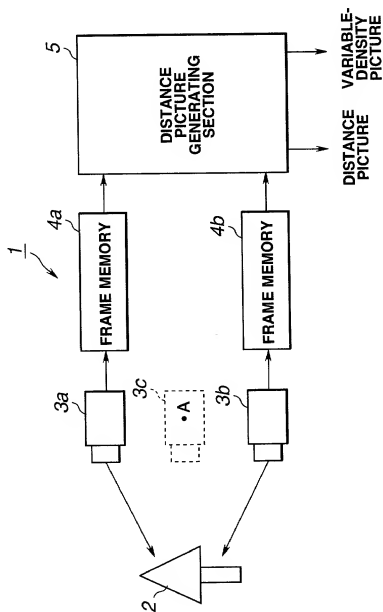 1
2
3a
3c
A
3b
4a
FRAME MEMORY
4b
FRAME MEMORY
5
DISTANCE
PICTURE
GENERATING
SECTION
DISTANCE
PICTURE
VARIABLE-
DENSITY
PICTURE